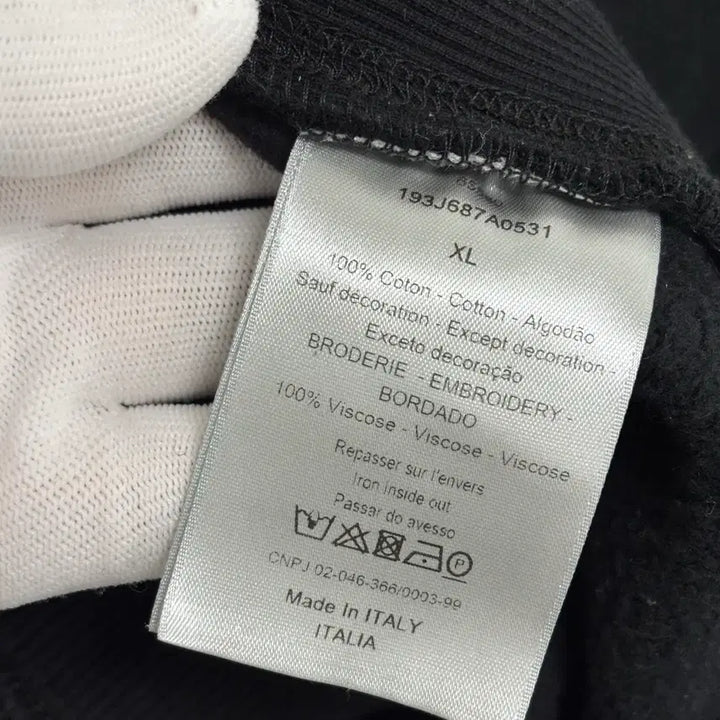 193J687A0531
XL
100% Coton - Cotton - Algodão
Sauf décoration - Except decoration -
Exceto decoração
BRODERIE - EMBROIDERY -
BORDADO
100% Viscose - Viscose - Viscose
Repasser sur l'envers
Iron inside out
Passar do avesso
P
CNPJ 02-046-366/0003-99
Made In ITALY
ITALIA